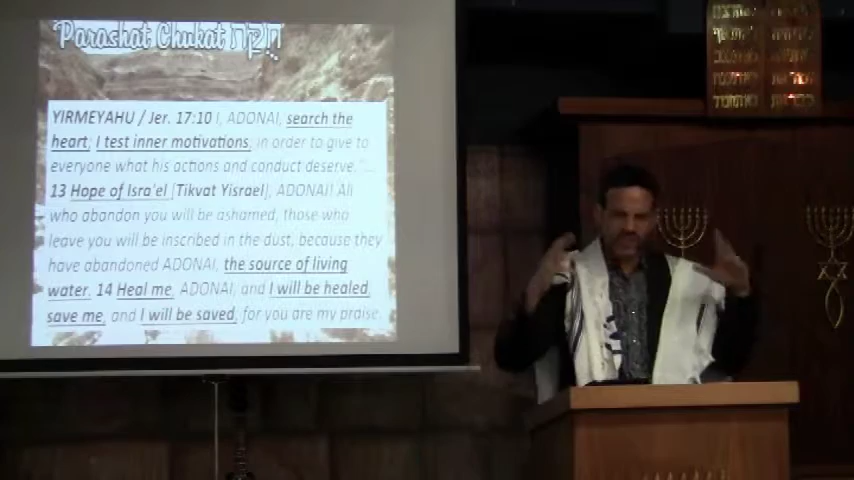 Parashat Chukat חֻקַּת
YIRMEYAHU / Jer. 17:10 I, ADONAI, search the
heart; I test inner motivations, in order to give to
everyone what his actions and conduct deserve."...
13 Hope of Isra'el [Tikvat Yisrael], ADONAI! All
who abandon you will be ashamed, those who
leave you will be inscribed in the dust, because they
have abandoned ADONAI, the source of living
water. 14 Heal me, ADONAI, and I will be healed,
save me, and I will be saved, for you are my praise.